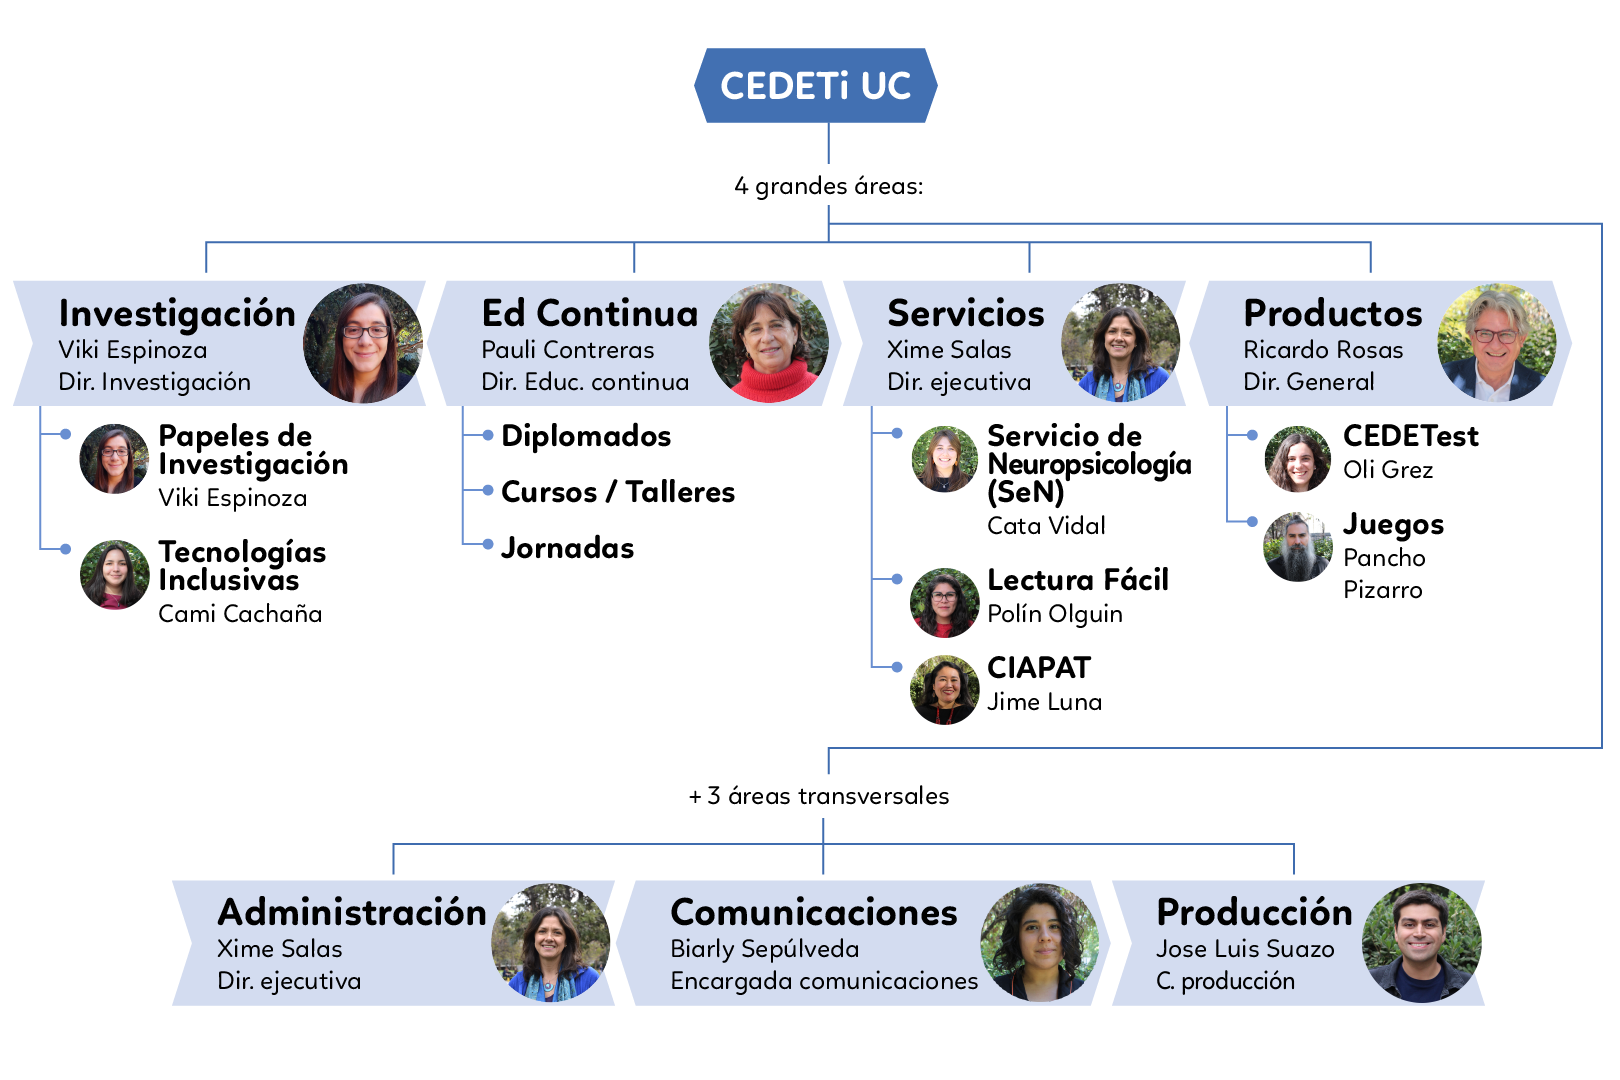 CEDETi UC
4 grandes áreas:
Investigación
Viki Espinoza
Dir. Investigación
Papeles de
Investigación
Viki Espinoza
Tecnologías
Inclusivas
Cami Cachaña
Ed Continua
Pauli Contreras
Dir. Educ. continua
Diplomados
Cursos / Talleres
Jornadas
Servicios
Xime Salas
Dir. ejecutiva
Servicio de
Neuropsicología
(SeN)
Cata Vidal
Lectura Fácil
Polín Olguin
CIAPAT
Jime Luna
Productos
Ricardo Rosas
Dir. General
CEDETest
Oli Grez
Juegos
Pancho
Pizarro
+ 3 áreas transversales
Administración
Xime Salas
Dir. ejecutiva
Comunicaciones
Biarly Sepúlveda
Encargada comunicaciones
Producción
Jose Luis Suazo
C. producción